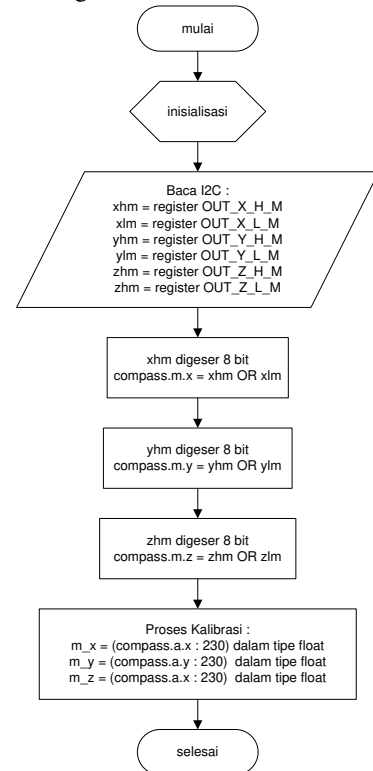 mulai
inisialisasi
Baca I2C :
xhm = register OUT_X_H_M
xlm = register OUT_X_L_M
yhm = register OUT_Y_H_M
ylm = register OUT_Y_L_M
zhm = register OUT_Z_H_M
zhm = register OUT_Z_L_M
xhm digeser 8 bit
compass.m.x = xhm OR xlm
yhm digeser 8 bit
compass.m.y = yhm OR ylm
zhm digeser 8 bit
compass.m.z = zhm OR zlm
Proses Kalibrasi :
m_x = (compass.a.x : 230) dalam tipe float
m_y = (compass.a.y : 230) dalam tipe float
m_z = (compass.a.x : 230) dalam tipe float
selesai